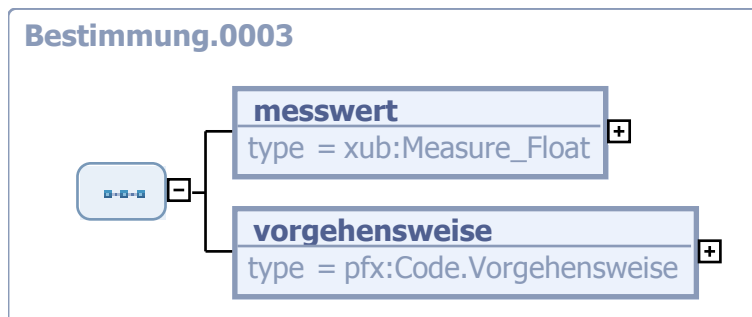 Bestimmung.0003
messwert
type = xub:Measure_Float
vorgehensweise
type = pfx:Code.Vorgehensweise